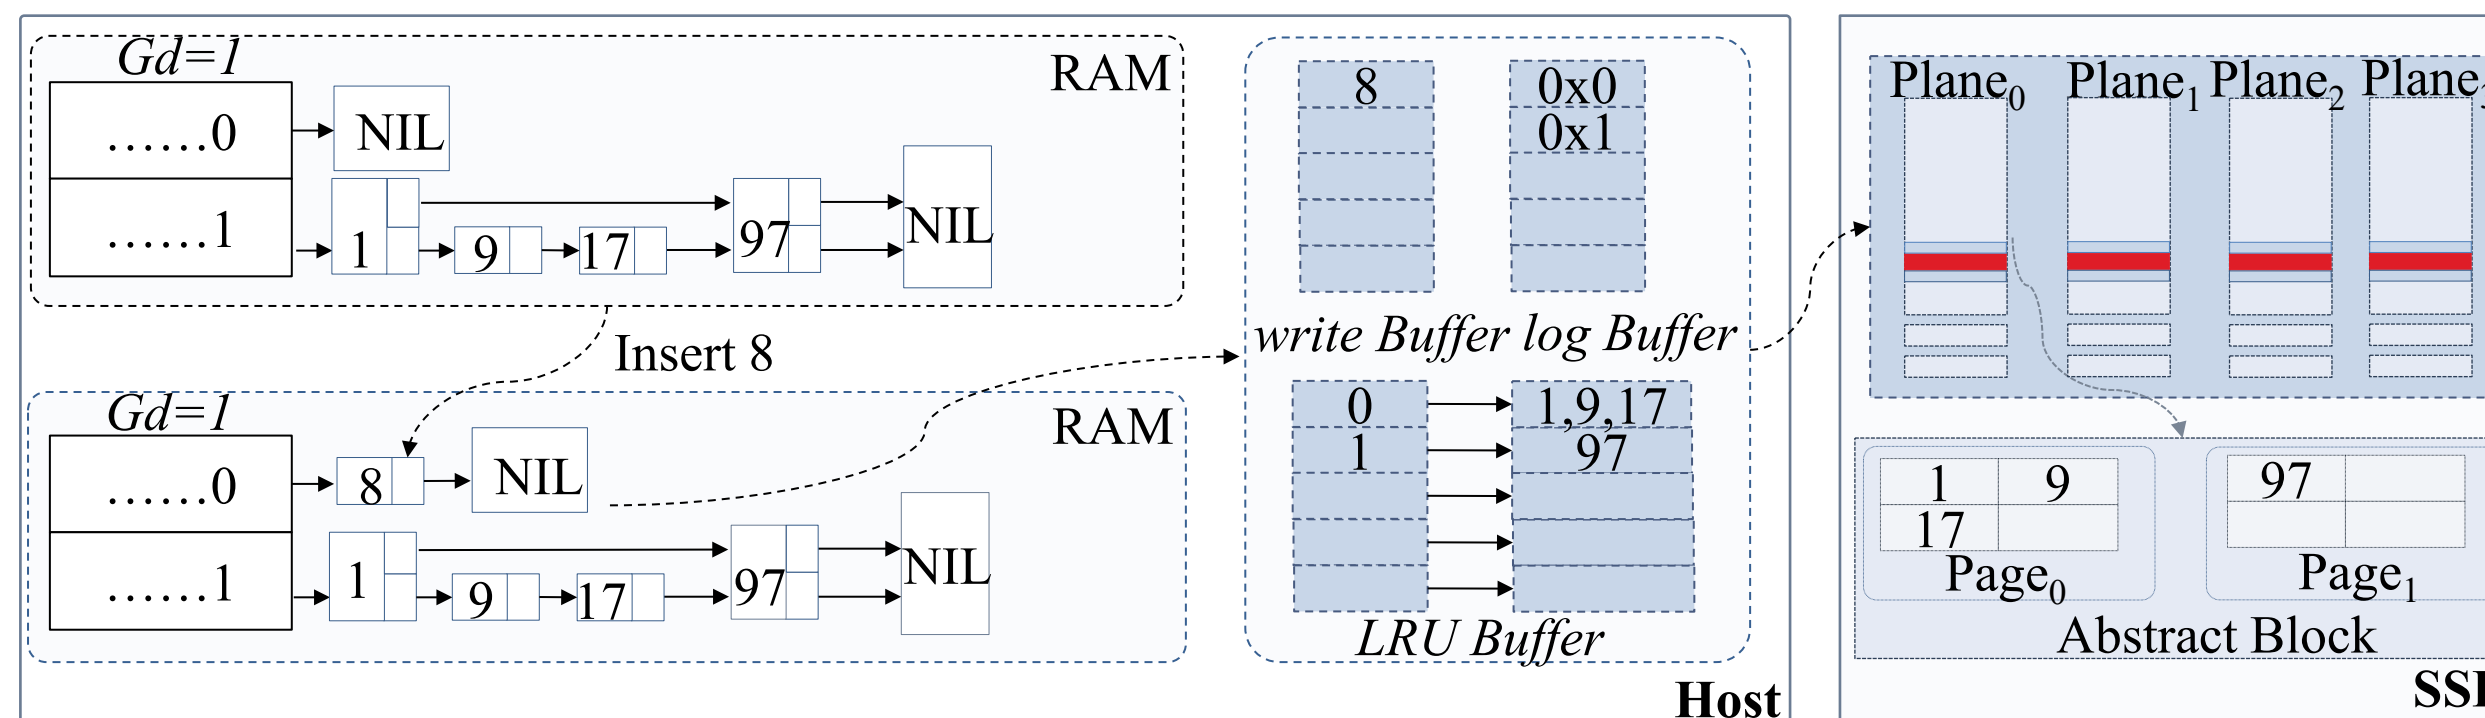 Gd=1
RAM
......0
NIL
......1
1
9
17
97
NIL
Insert 8
Gd=1
RAM
......0
8
NIL
......1
1
9
17
97
NIL
8
0x0
0x1
write Buffer log Buffer
0
1,9,17
1
97
LRU Buffer
Host
Plane0
Plane1
Plane2
Plane
1
9
17
Page0
97
Page1
Abstract Block